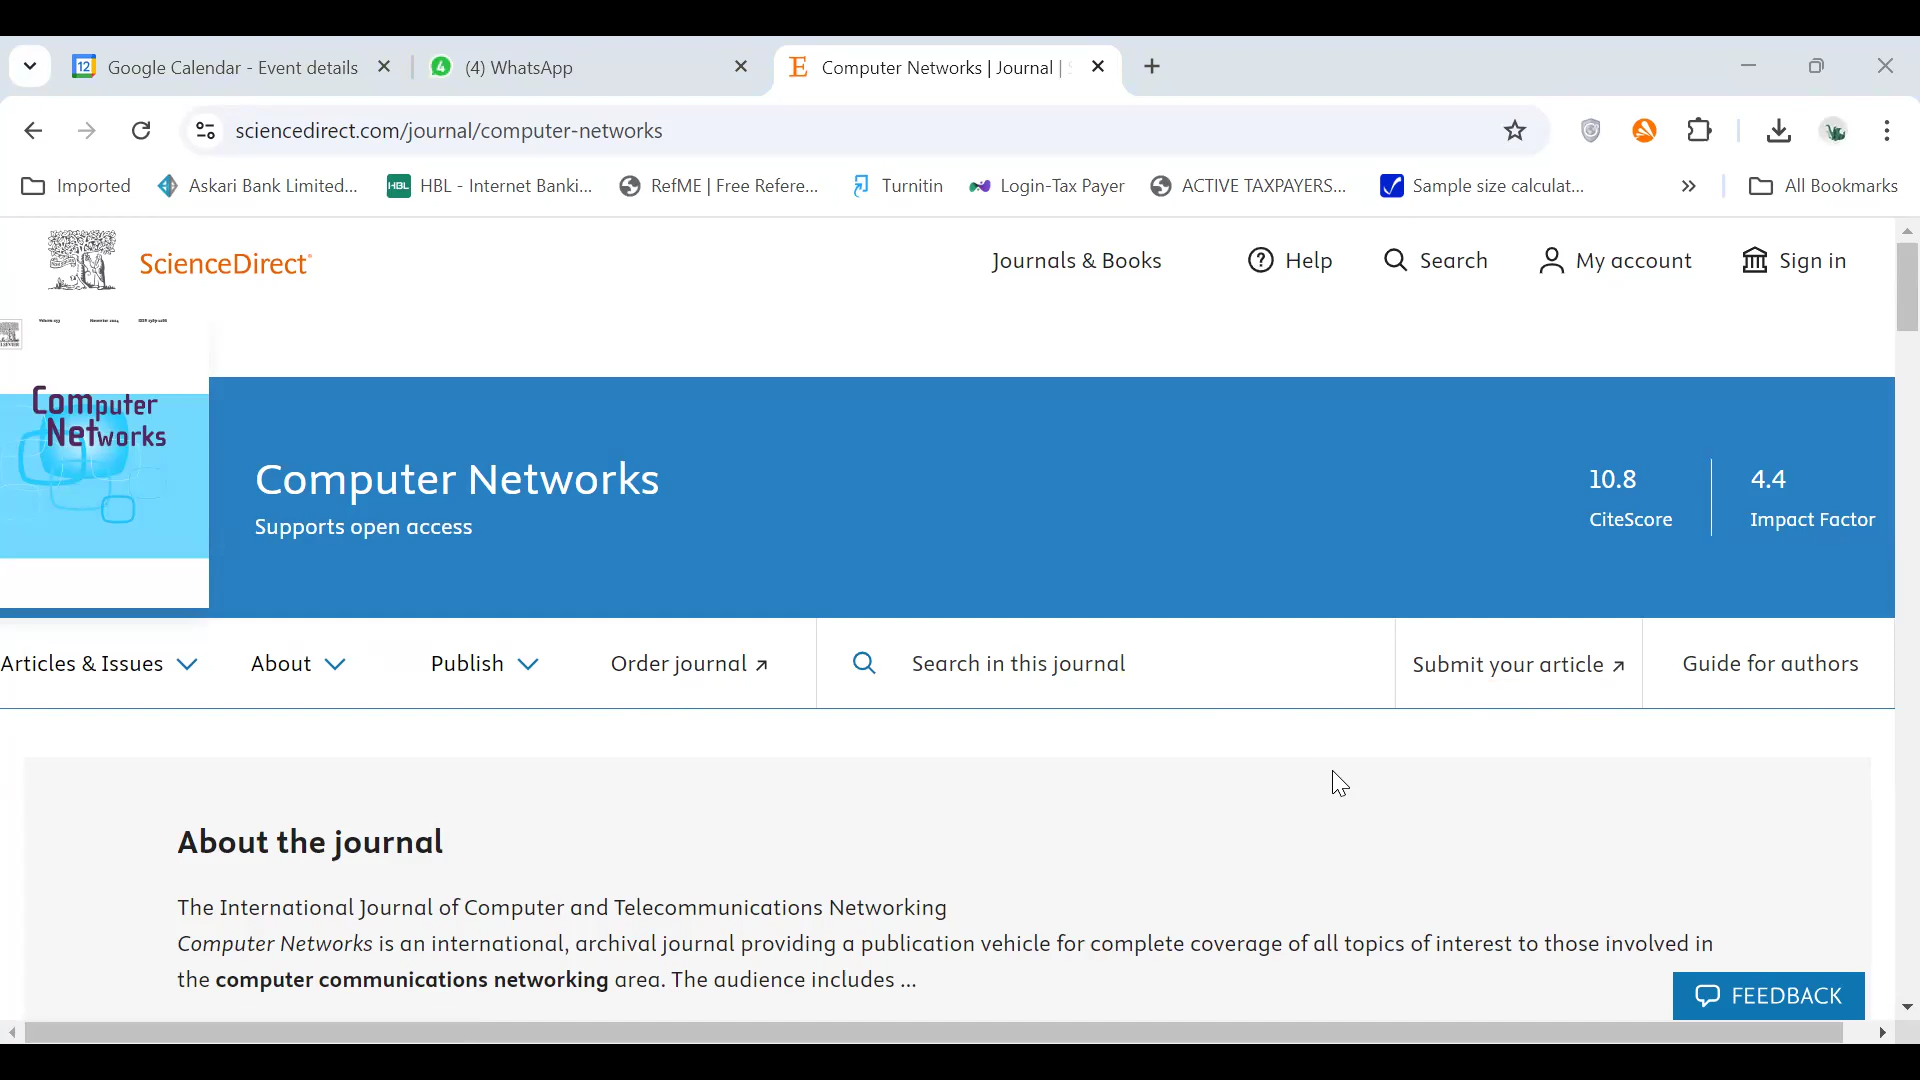 Google Calendar - Event details
(4) WhatsApp
Computer Networks | Journal |
sciencedirect.com/journal/computer-networks
Imported
Askari Bank Limited...
HBL - Internet Banki...
RefME | Free Refere...
Turnitin
Login-Tax Payer
ACTIVE TAXPAYERS...
Sample size calculat...
All Bookmarks
ScienceDirect
Journals & Books
Help
Search
My account
Sign in
Computer
Networks
Computer Networks
Supports open access
10.8
CiteScore
4.4
Impact Factor
Articles & Issues
About
Publish
Order journal
Search in this journal
Submit your article
Guide for authors
About the journal
The International Journal of Computer and Telecommunications Networking
Computer Networks is an international, archival journal providing a publication vehicle for complete coverage of all topics of interest to those involved in
the computer communications networking area. The audience includes ...
FEEDBACK